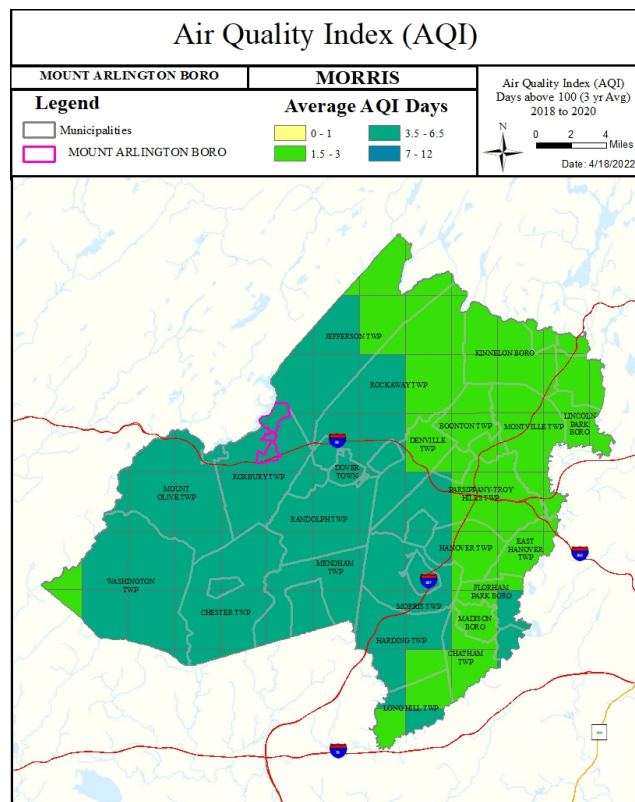 Air Quality Index (AQI)
MOUNT ARLINGTON BORO
MORRIS
Legend
Municipalities
MOUNT ARLINGTON BORO
Average AQI Days
0 - 1
1.5 - 3
3.5 - 6.5
7 - 12
Air Quality Index (AQI)
Days above 100 (3 yr Avg)
2018 to 2020
N
0 2 4
Miles
Date: 4/18/2022
JEFFERSON TWP
KINNELON BORO
ROCKAWAY TWP
LINCOLN
PARK
BORO
BOONTON TWP
MONTVILLE TWP
DENVILLE
TWP
DOVER
TOWN
ROXBURY TWP
MOUNT
OLIVE TWP
PARSIPPANY-TROY
HILLS TWP
RANDOLPH TWP
HANOVER TWP
EAST
HANOVER
TWP
MENDHAM
TWP
WASHINGTON
TWP
FLORHAM
PARK BORO
CHESTER TWP
MORRIS TWP
MADISON
BORO
HARDING TWP
CHATHAM
TWP
LONG HILL TWP